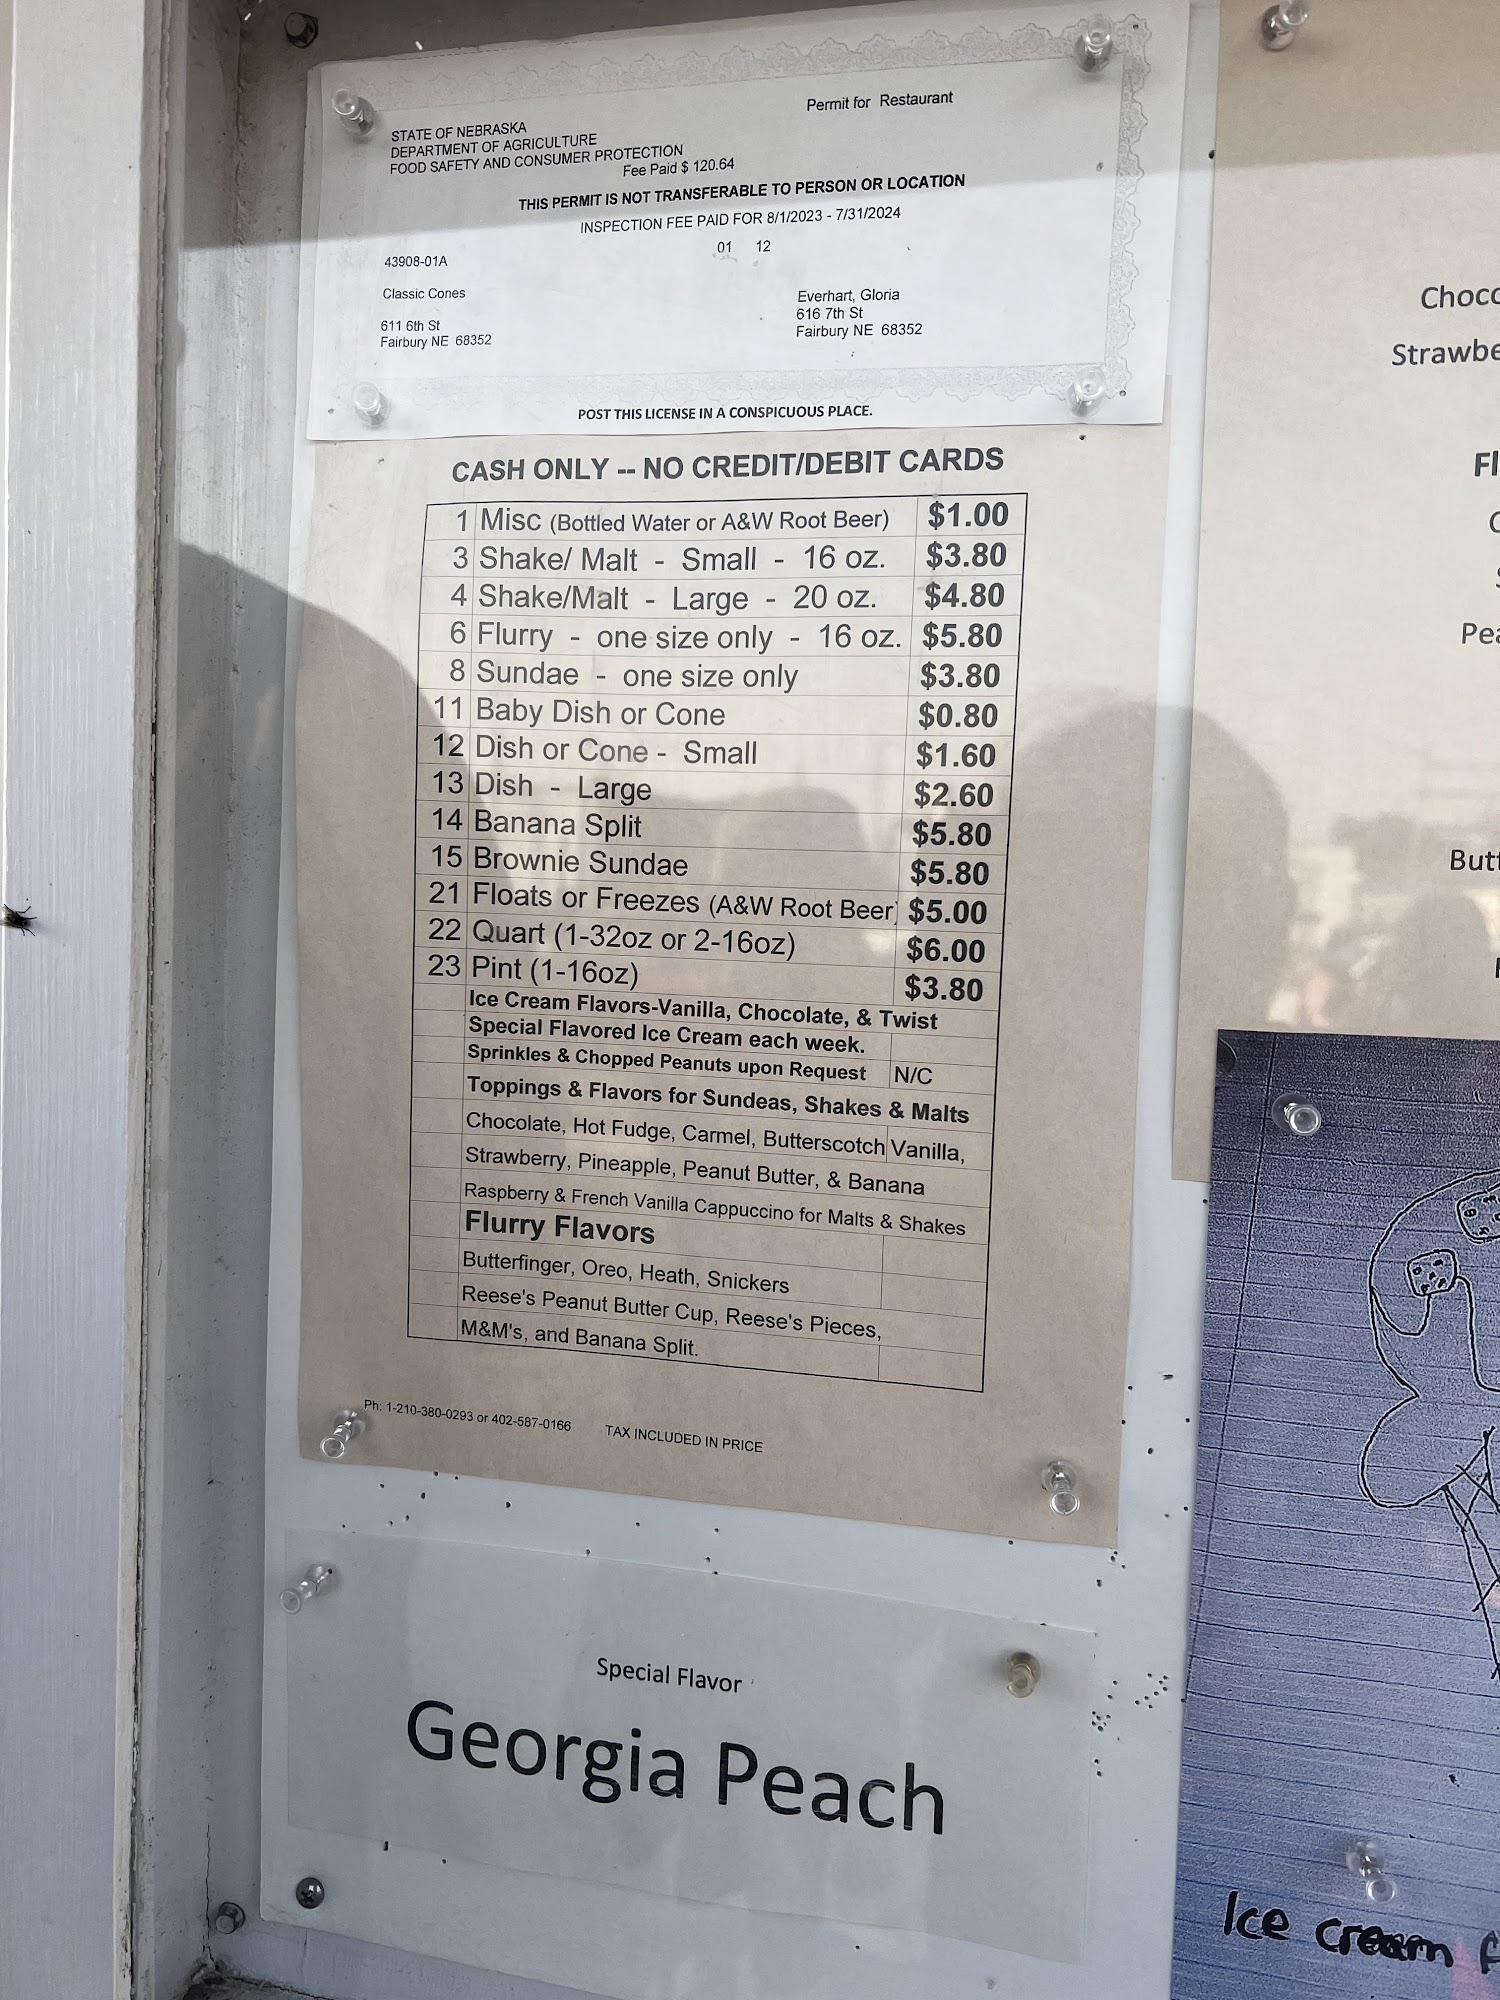 Permit for Restaurant
STATE OF NEBRASKA
DEPARTMENT OF AGRICULTURE
FOOD SAFETY AND CONSUMER PROTECTION
Fee Paid $ 120.64
THIS PERMIT IS NOT TRANSFERABLE TO PERSON OR LOCATION
INSPECTION FEE PAID FOR 8/1/2023 - 7/31/2024
01 12
43908-01A
Classic Cones
611 6th St
Fairbury NE 68352
Everhart, Gloria
616 7th St
Fairbury NE 68352
POST THIS LICENSE IN A CONSPICUOUS PLACE.
CASH ONLY -- NO CREDIT/DEBIT CARDS
1 Misc (Bottled Water or A&W Root Beer) $1.00
3 Shake/ Malt - Small - 16 oz. $3.80
4 Shake/Malt - Large - 20 oz. $4.80
6 Flurry - one size only - 16 oz. $5.80
8 Sundae - one size only $3.80
11 Baby Dish or Cone $0.80
12 Dish or Cone - Small $1.60
13 Dish - Large $2.60
14 Banana Split $5.80
15 Brownie Sundae $5.80
21 Floats or Freezes (A&W Root Beer) $5.00
22 Quart (1-32oz or 2-16oz) $6.00
23 Pint (1-16oz) $3.80
Ice Cream Flavors-Vanilla, Chocolate, & Twist
Special Flavored Ice Cream each week.
Sprinkles & Chopped Peanuts upon Request N/C
Toppings & Flavors for Sundeas, Shakes & Malts
Chocolate, Hot Fudge, Carmel, Butterscotch Vanilla,
Strawberry, Pineapple, Peanut Butter, & Banana
Raspberry & French Vanilla Cappuccino for Malts & Shakes
Flurry Flavors
Butterfinger, Oreo, Heath, Snickers
Reese's Peanut Butter Cup, Reese's Pieces,
M&M's, and Banana Split.
Ph: 1-210-380-0293 or 402-587-0166 TAX INCLUDED IN PRICE
Special Flavor
Georgia Peach
Choco
Strawbe
Fl
Pea
Butt
Ice cream